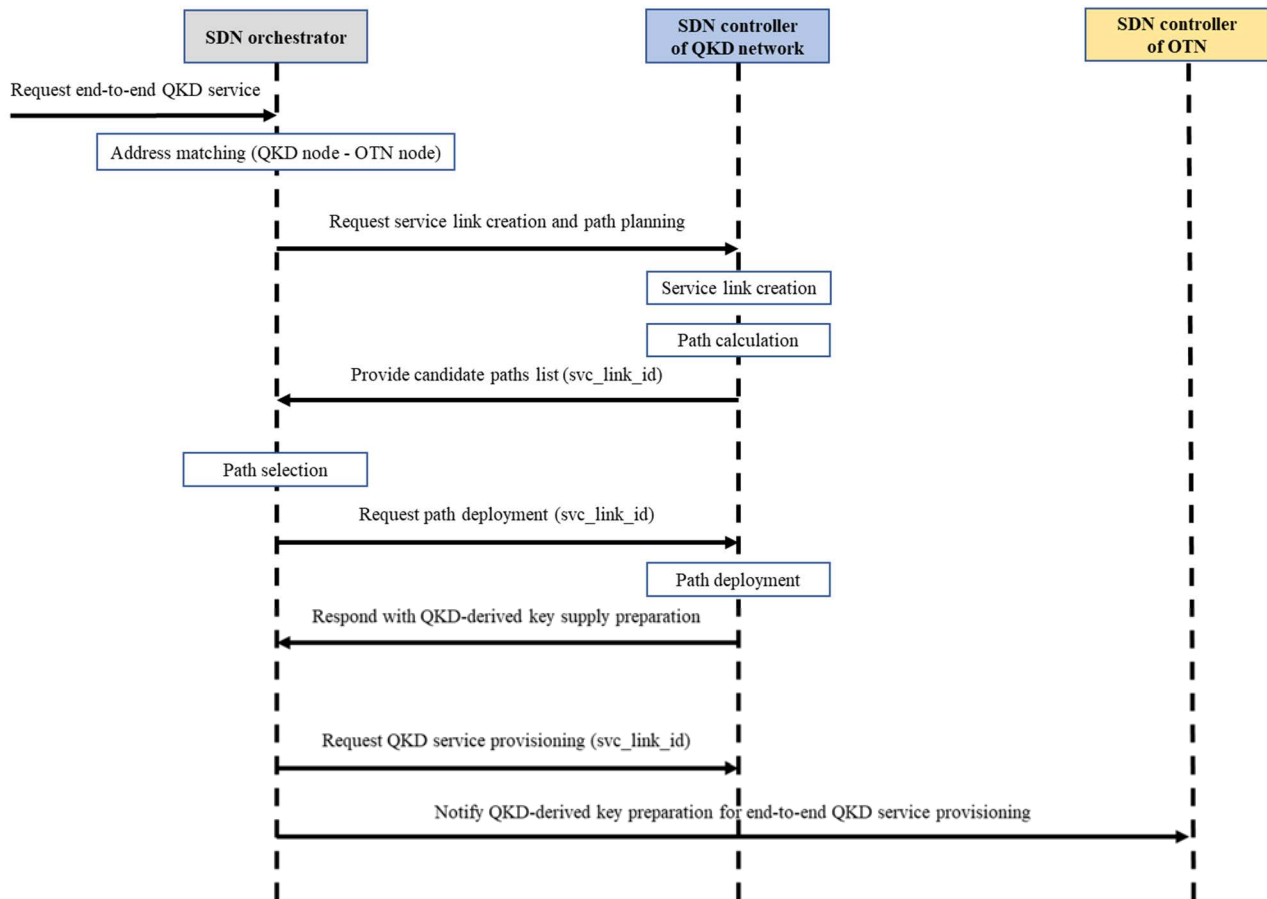 SDN orchestrator
SDN controller
of QKD network
SDN controller
of OTN
Request end-to-end QKD service
Address matching (QKD node - OTN node)
Request service link creation and path planning
Service link creation
Path calculation
Provide candidate paths list (svc_link_id)
Path selection
Request path deployment (svc_link_id)
Path deployment
Respond with QKD-derived key supply preparation
Request QKD service provisioning (svc_link_id)
Notify QKD-derived key preparation for end-to-end QKD service provisioning